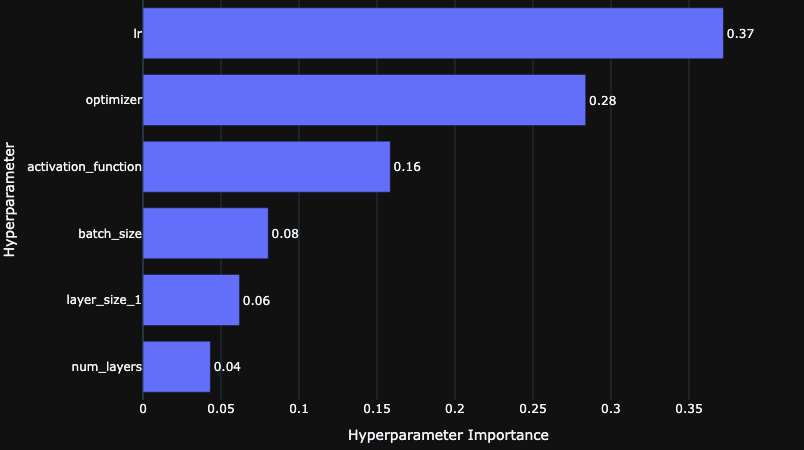 lr
0.37
optimizer
0.28
activation_function
0.16
batch_size
0.08
layer_size_1
0.06
num_layers
0.04
Hyperparameter
0 0.05 0.1 0.15 0.2 0.25 0.3 0.35
Hyperparameter Importance